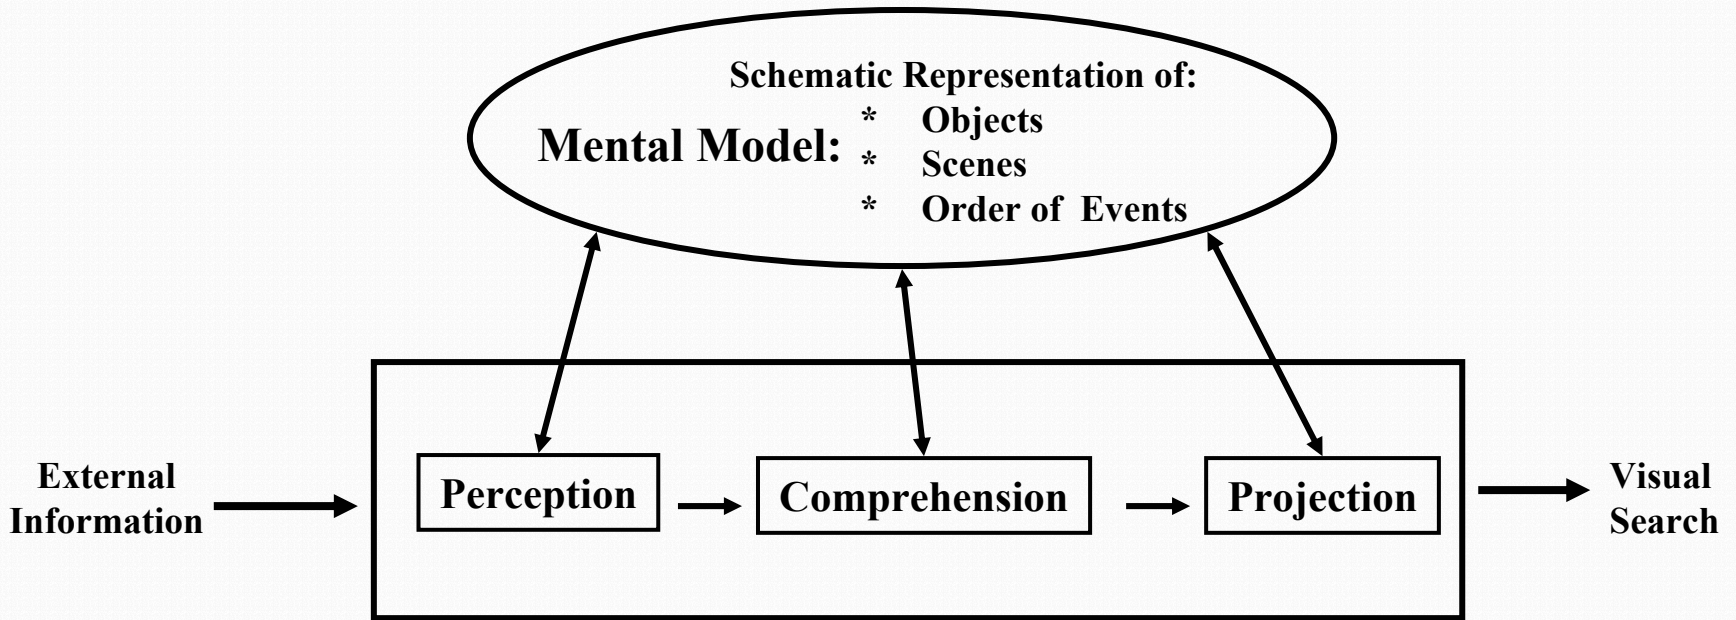 Schematic Representation of:
Mental Model:
* Objects
* Scenes
* Order of Events
External
Information
Perception
Comprehension
Projection
Visual
Search